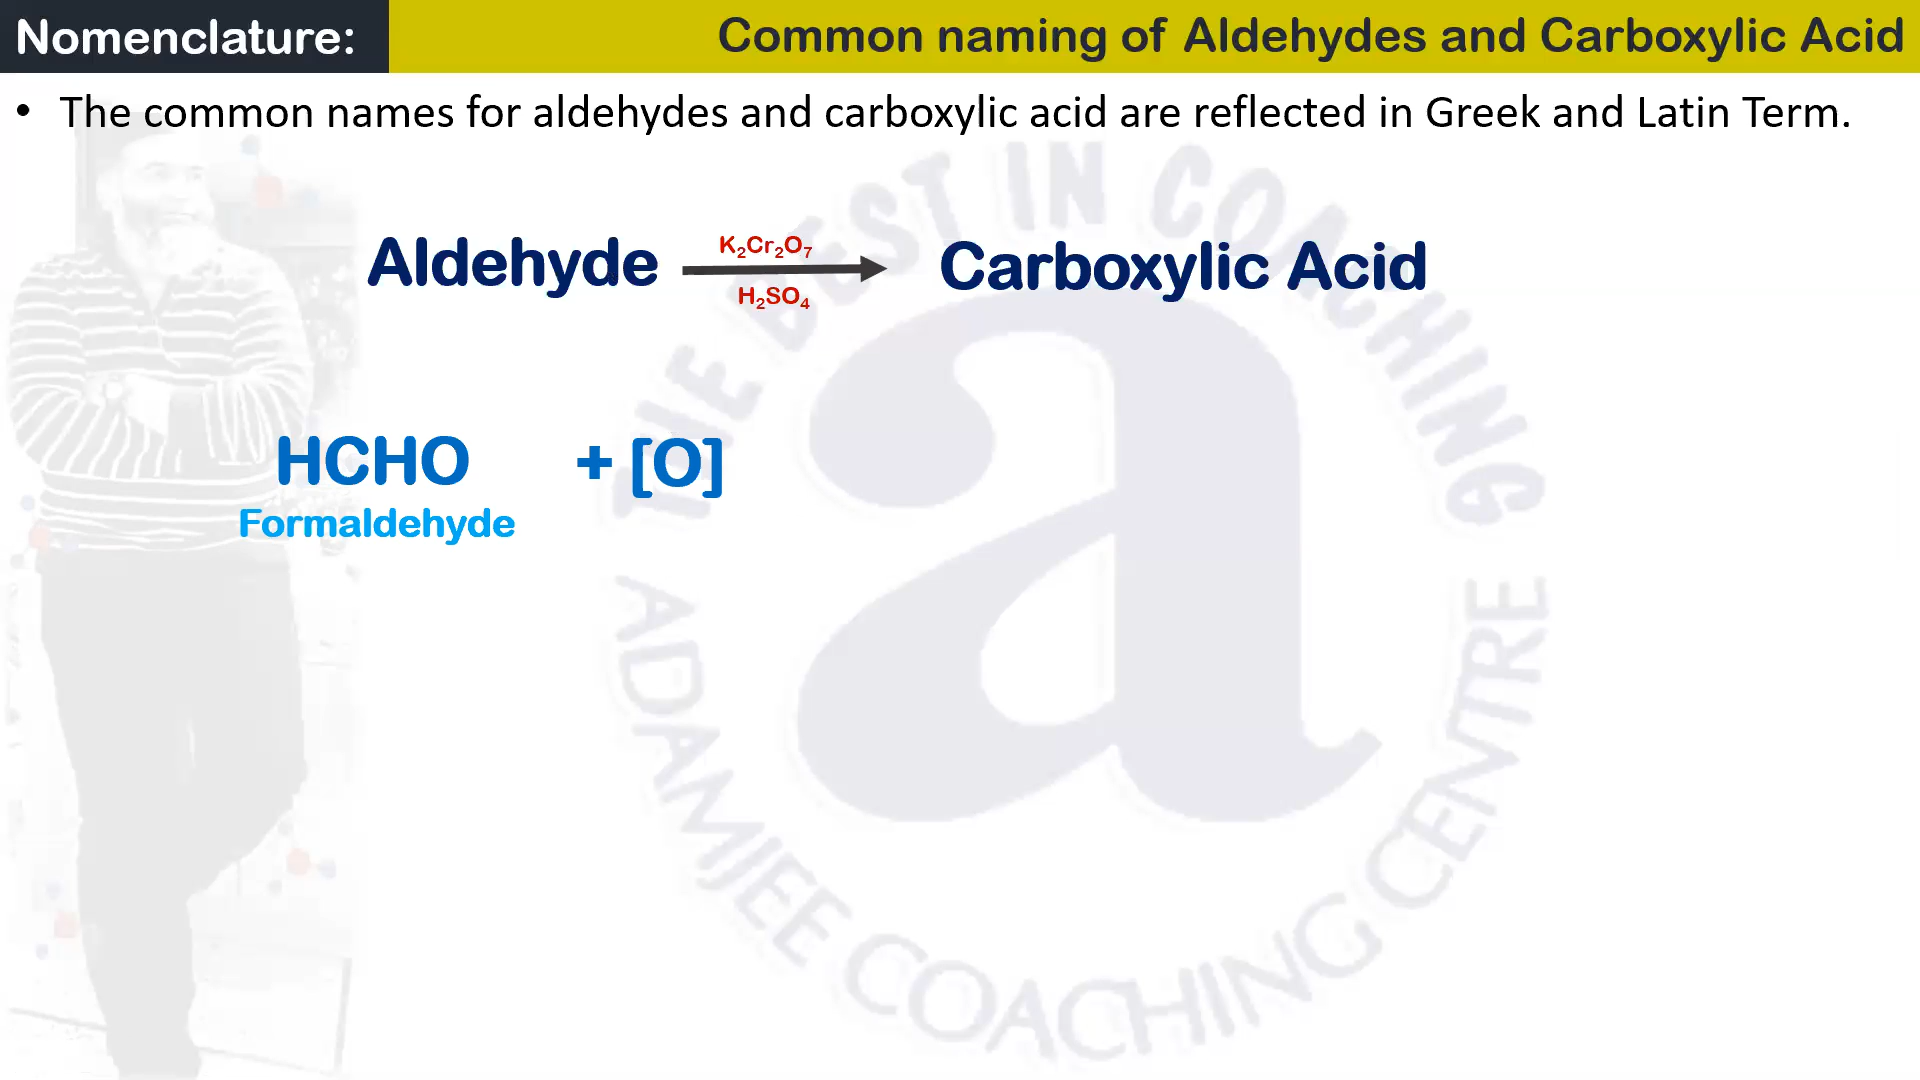 Nomenclature:
Common naming of Aldehydes and Carboxylic Acid
• The common names for aldehydes and carboxylic acid are reflected in Greek and Latin Term.
K₂Cr₂O₇
Aldehyde Carboxylic Acid
H₂SO₄
HCHO + [O]
Formaldehyde
THE BEST IN COACHING
ADAMJEE COACHING CENTRE
a